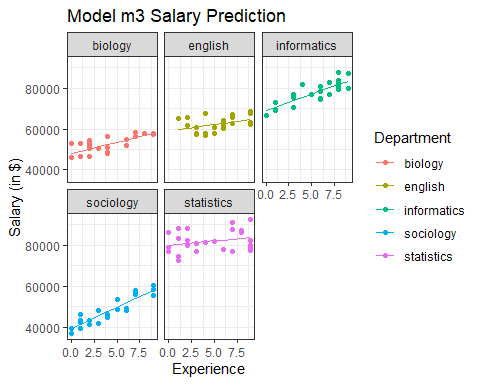 Model m3 Salary Prediction
biology
english
informatics
80000
60000
40000
sociology
statistics
80000
60000
40000
0.0 2.5 5.0 7.5
0.0 2.5 5.0 7.5
0.0 2.5 5.0 7.5
Experience
Salary (in $)
Department
biology
english
informatics
sociology
statistics